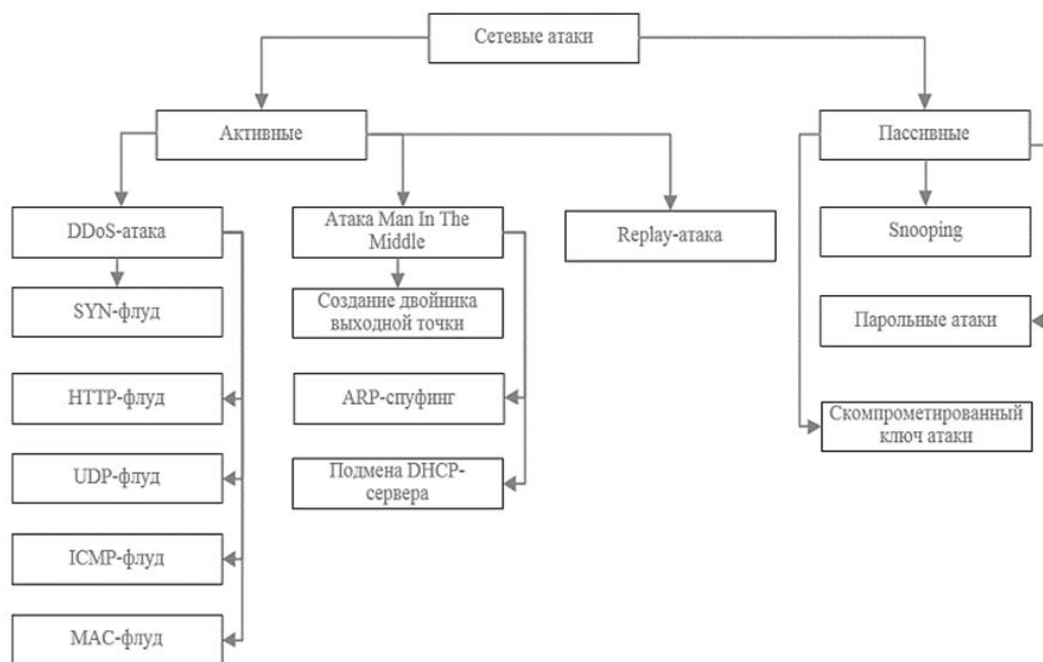 Сетевые атаки
Активные
Пассивные
DDoS-атака
Атака Man In The
Middle
Replay-атака
Snooping
SYN-флуд
Создание двойника
выходной точки
Парольные атаки
HTTP-флуд
ARP-спуфинг
Скомпрометированный
ключ атаки
UDP-флуд
Подмена DHCP-
сервера
ICMP-флуд
MAC-флуд